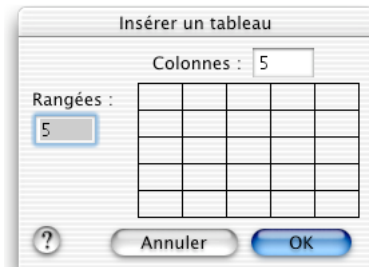 Insérer un tableau
Colonnes : 5
Rangées :
5
?
Annuler
OK